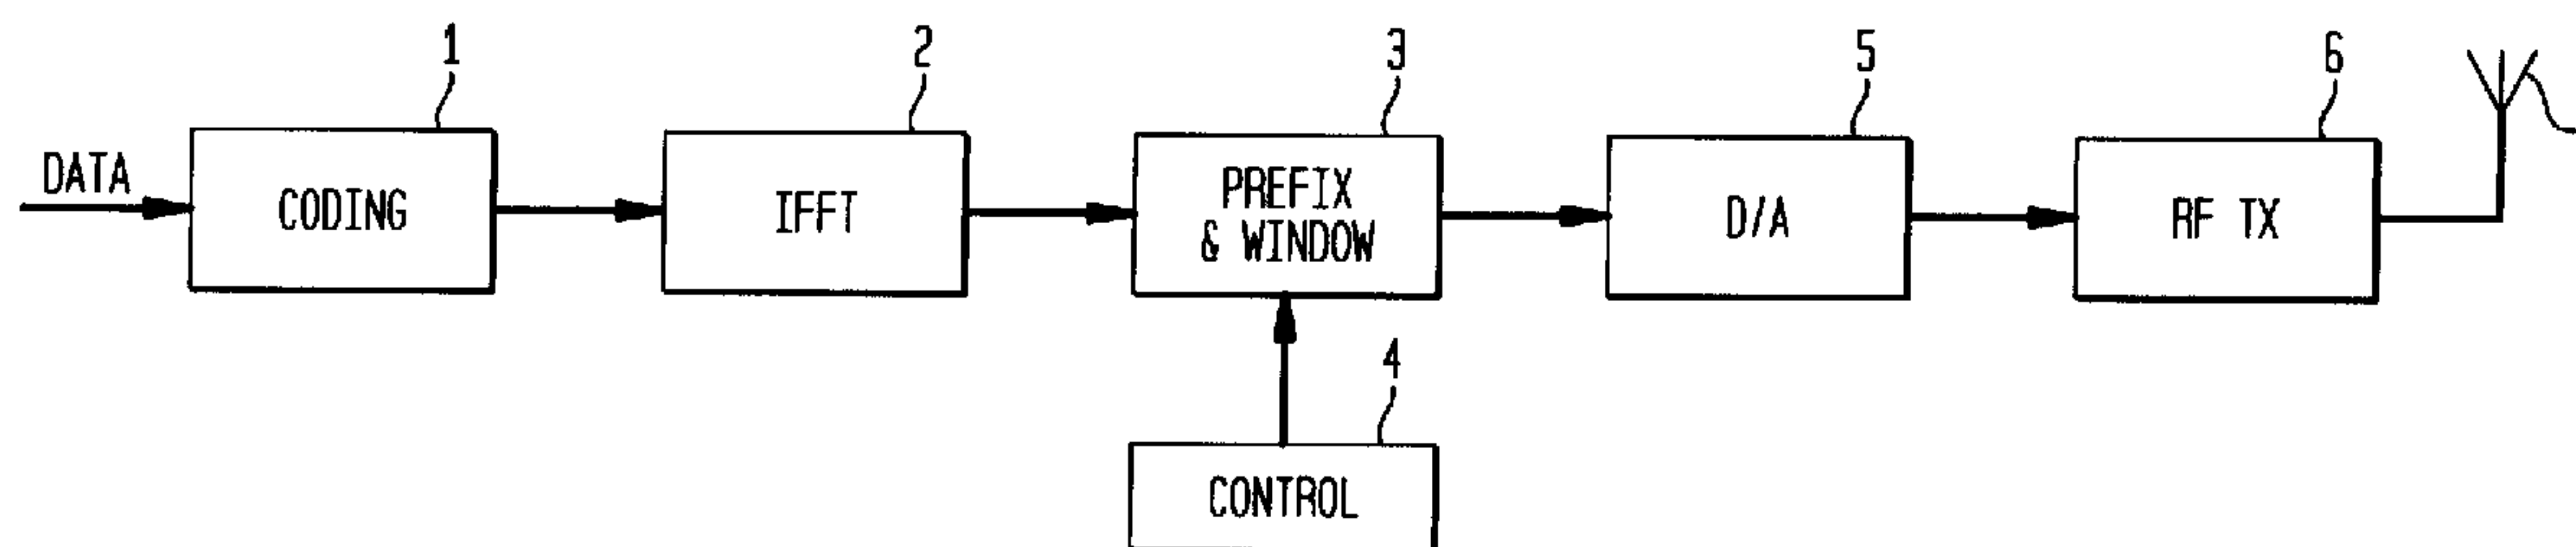 1
2
3
5
6
DATA
CODING
IFFT
PREFIX
& WINDOW
D/A
RF TX
4
CONTROL